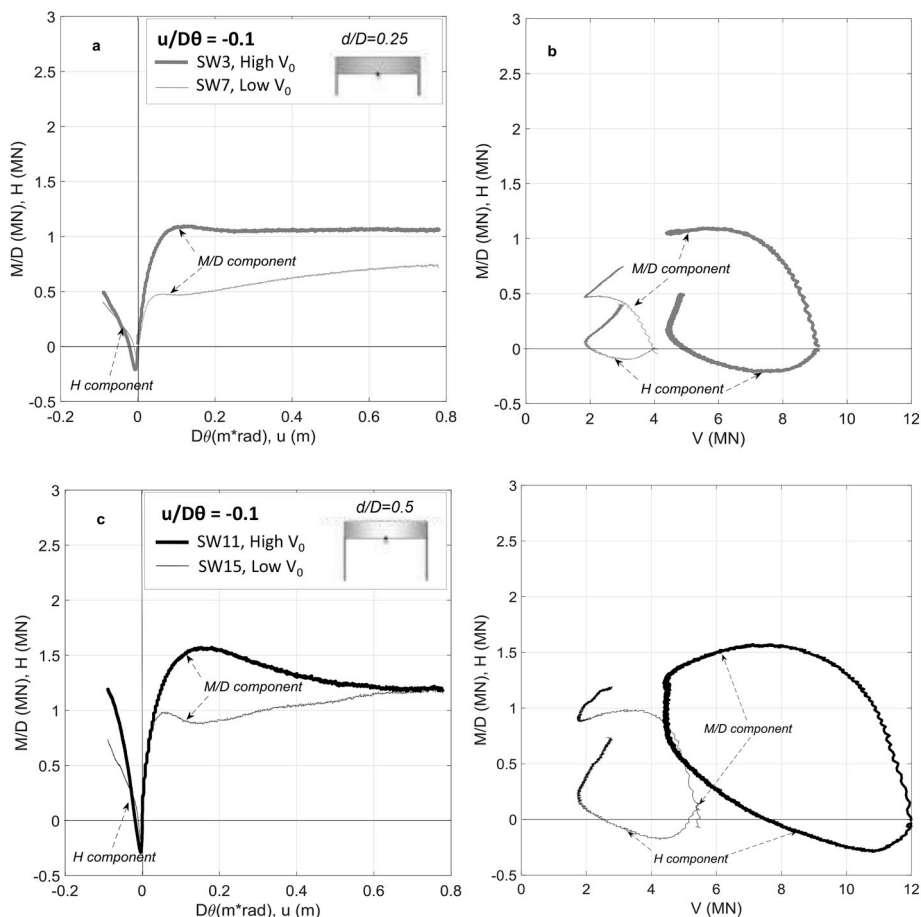 a
u/Dθ = -0.1
SW3, High V0
SW7, Low V0
d/D=0.25
M/D component
H component
3
2.5
2
1.5
1
0.5
0
-0.5
-0.2
0
0.2
0.4
0.6
0.8
M/D (MN), H (MN)
Dθ(m*rad), u (m)
b
M/D component
H component
3
2.5
2
1.5
1
0.5
0
-0.5
0
2
4
6
8
10
12
M/D (MN), H (MN)
V (MN)
c
u/Dθ = -0.1
SW11, High V0
SW15, Low V0
d/D=0.5
M/D component
H component
3
2.5
2
1.5
1
0.5
0
-0.5
-0.2
0
0.2
0.4
0.6
0.8
M/D (MN), H (MN)
Dθ(m*rad), u (m)
M/D component
H component
3
2.5
2
1.5
1
0.5
0
-0.5
0
2
4
6
8
10
12
M/D (MN), H (MN)
V (MN)